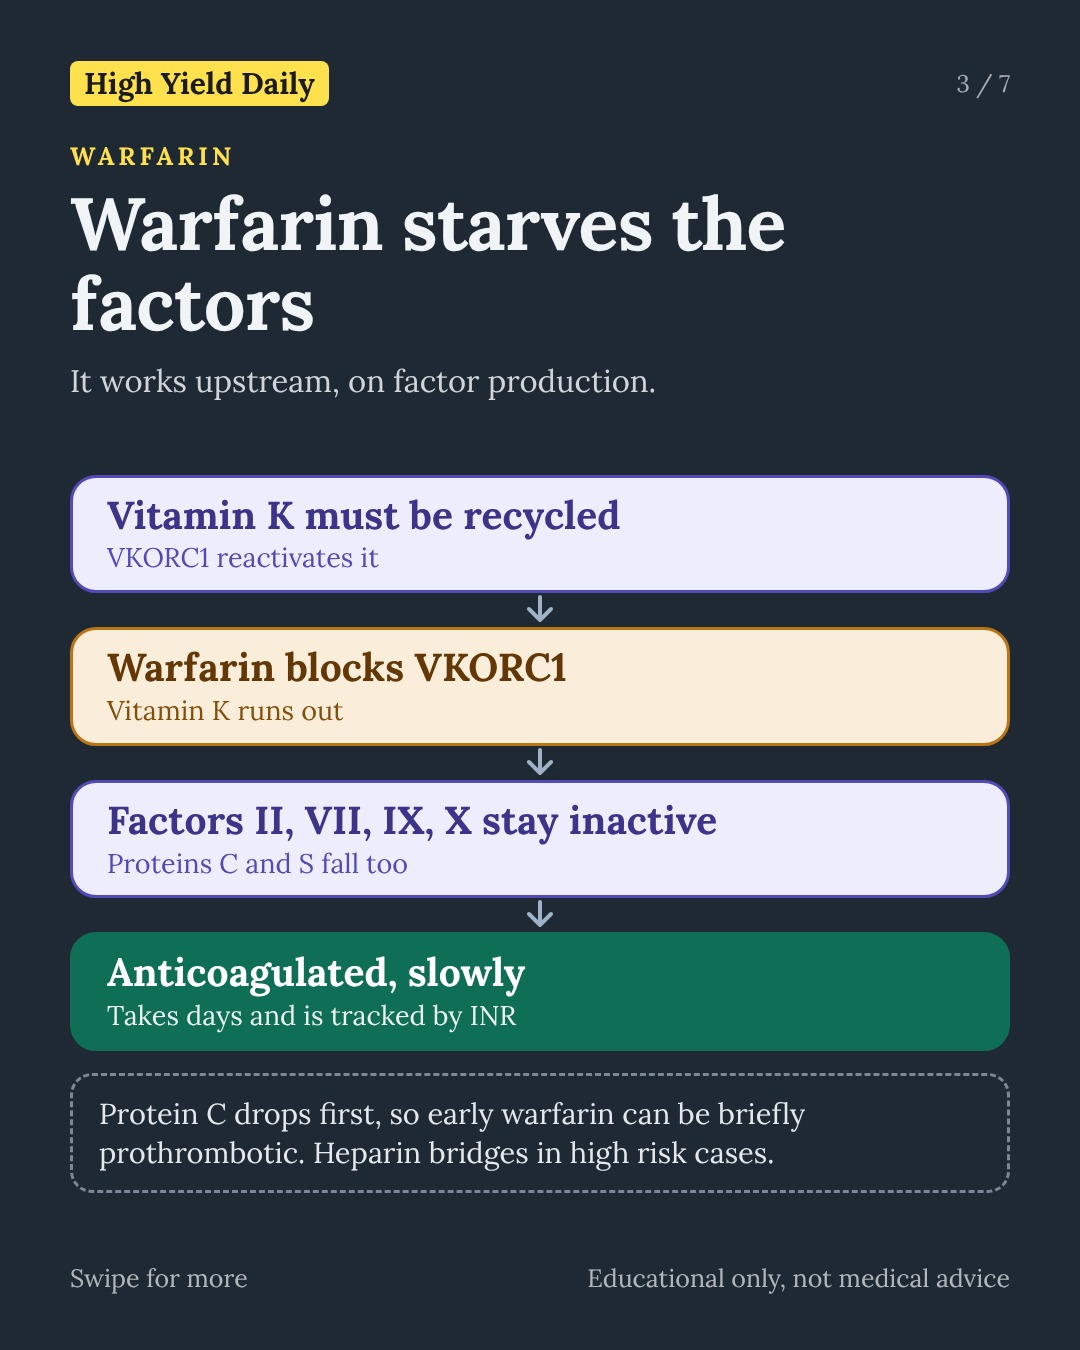 High Yield Daily
3 / 7
WARFARIN
Warfarin starves the
factors
It works upstream, on factor production.
Vitamin K must be recycled
VKORC1 reactivates it
Warfarin blocks VKORC1
Vitamin K runs out
Factors II, VII, IX, X stay inactive
Proteins C and S fall too
Anticoagulated, slowly
Takes days and is tracked by INR
Protein C drops first, so early warfarin can be briefly
prothrombotic. Heparin bridges in high risk cases.
Swipe for more
Educational only, not medical advice